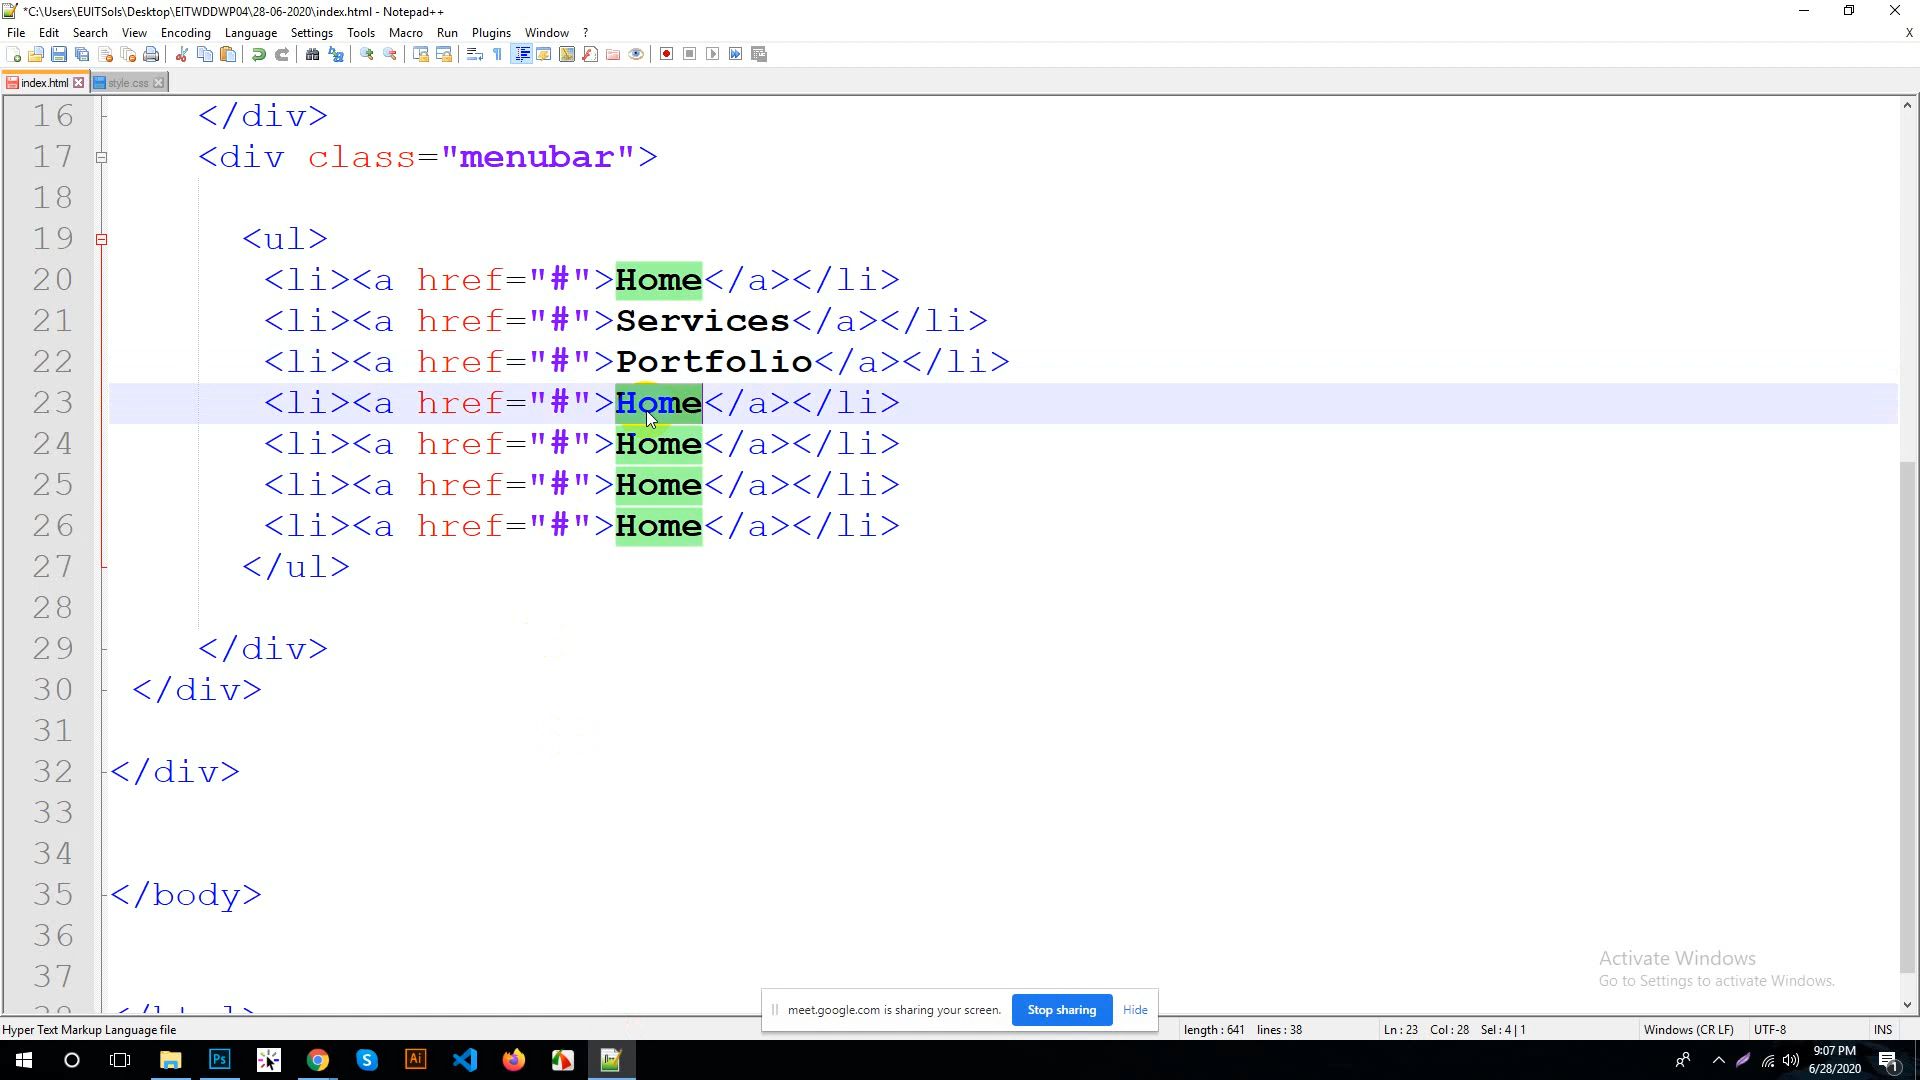 *C:\Users\EUITSols\Desktop\EITWDDWP04\28-06-2020\index.html - Notepad++
File Edit Search View Encoding Language Settings Tools Macro Run Plugins Window ? X
index.html style.css
16 </div>
17 <div class="menubar">
18
19 <ul>
20 <li><a href="#">Home</a></li>
21 <li><a href="#">Services</a></li>
22 <li><a href="#">Portfolio</a></li>
23 <li><a href="#">Home</a></li>
24 <li><a href="#">Home</a></li>
25 <li><a href="#">Home</a></li>
26 <li><a href="#">Home</a></li>
27 </ul>
28
29 </div>
30 </div>
31
32 </div>
33
34
35 </body>
36
37
Activate Windows
Go to Settings to activate Windows.
meet.google.com is sharing your screen. Stop sharing Hide
Hyper Text Markup Language file length : 641 lines : 38 Ln : 23 Col : 28 Sel : 4 | 1 Windows (CR LF) UTF-8 INS
Ps S Ai 9:07 PM
6/28/2020 1